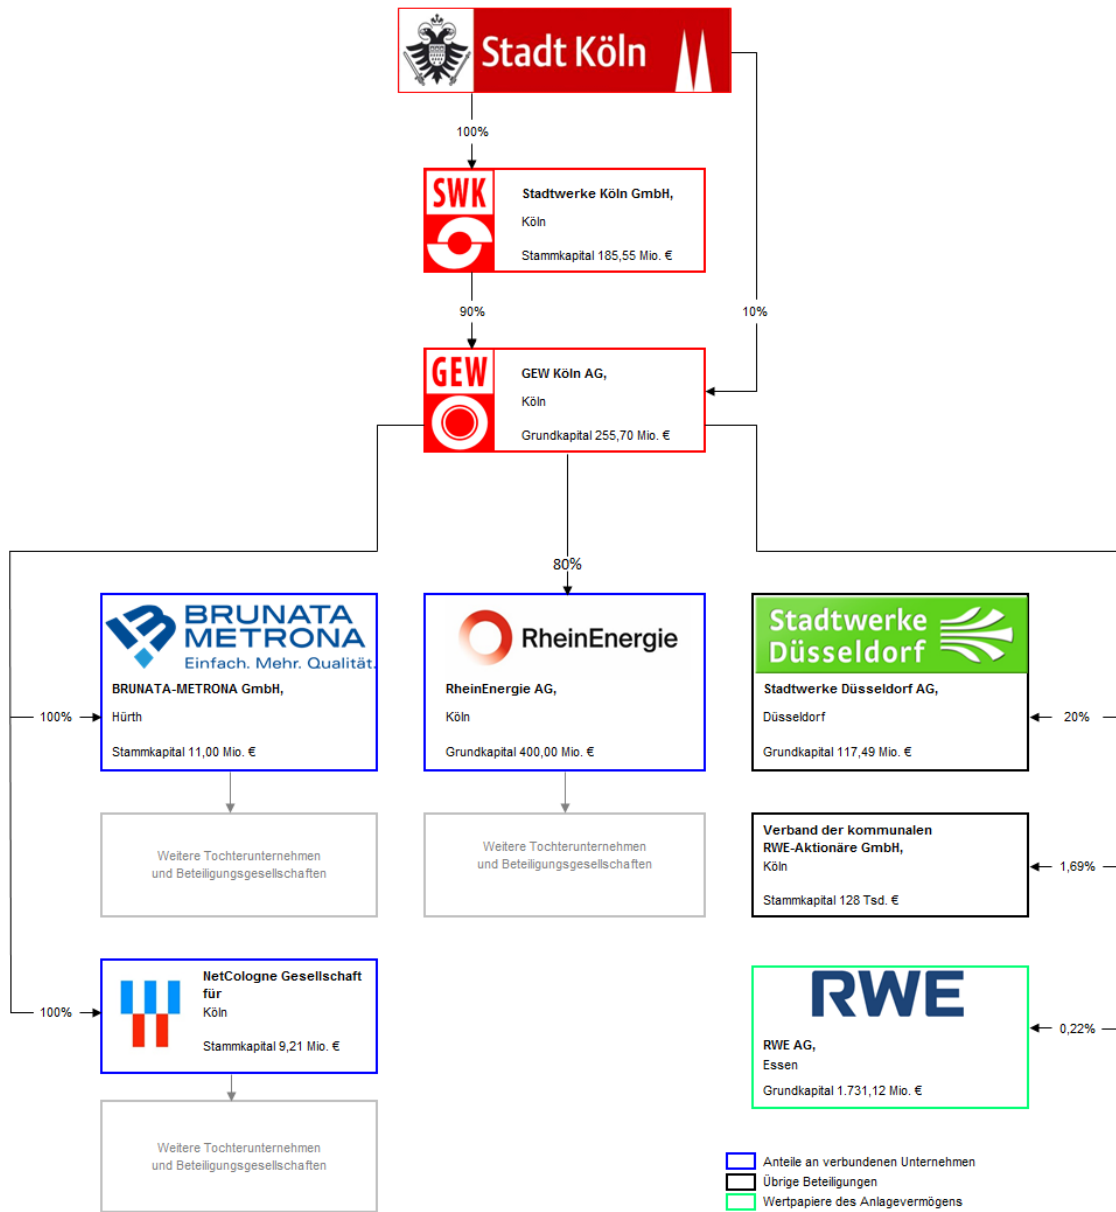 Stadt Köln
100%
SWK
Stadtwerke Köln GmbH,
Köln
Stammkapital 185,55 Mio. €
90%
10%
GEW
GEW Köln AG,
Köln
Grundkapital 255,70 Mio. €
80%
BRUNATA
METRONA
Einfach. Mehr. Qualität.
BRUNATA-METRONA GmbH,
Hürth
Stammkapital 11,00 Mio. €
100%
RheinEnergie
RheinEnergie AG,
Köln
Grundkapital 400,00 Mio. €
Stadtwerke
Düsseldorf
Stadtwerke Düsseldorf AG,
Düsseldorf
Grundkapital 117,49 Mio. €
20%
Weitere Tochterunternehmen
und Beteiligungsgesellschaften
Weitere Tochterunternehmen
und Beteiligungsgesellschaften
Verband der kommunalen
RWE-Aktionäre GmbH,
Köln
Stammkapital 128 Tsd. €
1,69%
NetCologne Gesellschaft
für
Köln
Stammkapital 9,21 Mio. €
100%
RWE
RWE AG,
Essen
Grundkapital 1.731,12 Mio. €
0,22%
Weitere Tochterunternehmen
und Beteiligungsgesellschaften
Anteile an verbundenen Unternehmen
Übrige Beteiligungen
Wertpapiere des Anlagevermögens